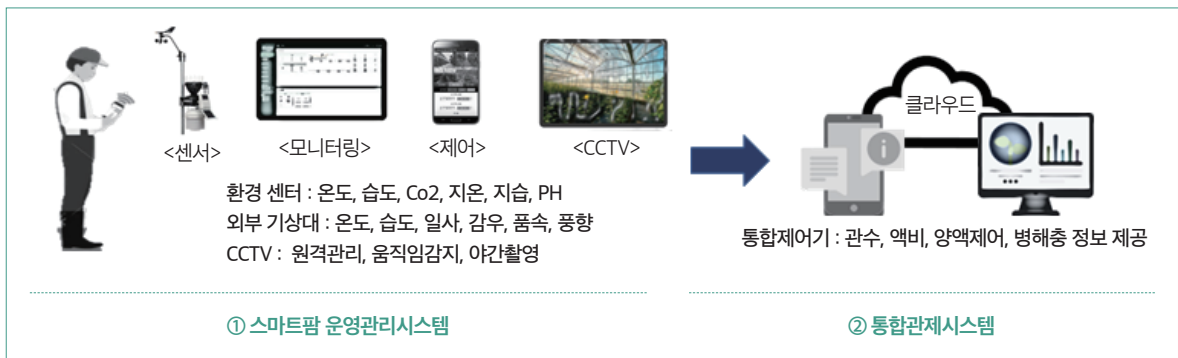 <센서>
<모니터링>
<제어>
<CCTV>
환경 센터 : 온도, 습도, Co2, 지온, 지습, PH
외부 기상대 : 온도, 습도, 일사, 감우, 품속, 풍향
CCTV : 원격관리, 움직임감지, 야간촬영
① 스마트팜 운영관리시스템
클라우드
통합제어기 : 관수, 액비, 양액제어, 병해충 정보 제공
② 통합관제시스템